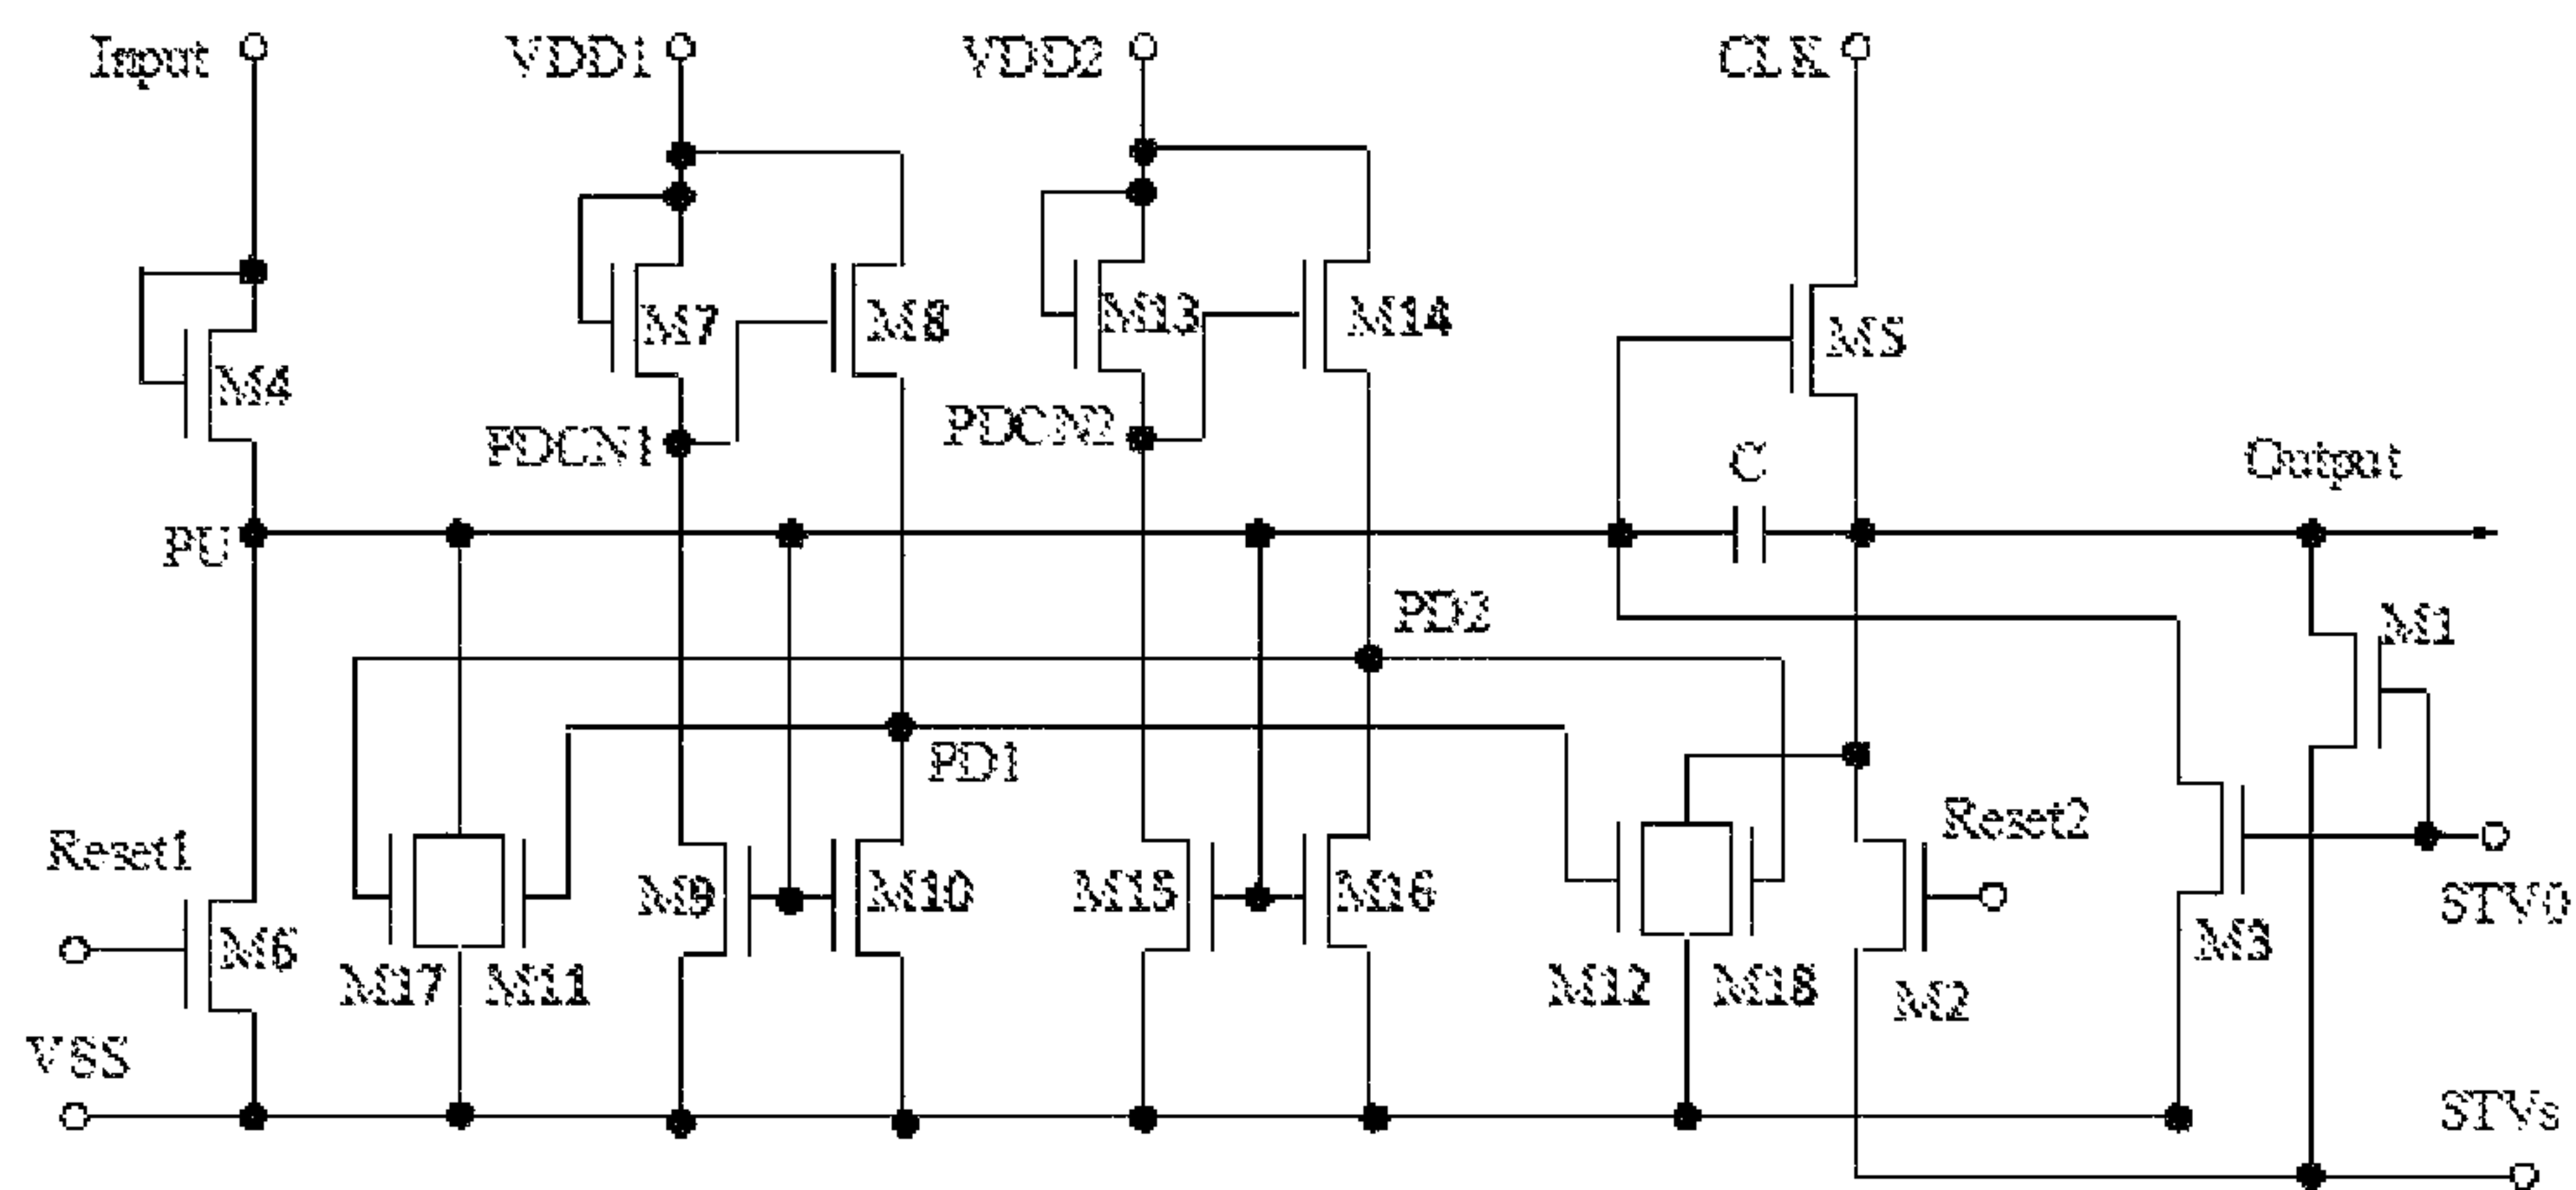 Input
VDD1
VDD2
CLK
M7
M8
M13
M14
M5
M4
PDCN1
PDCN2
C
Output
PU
PD2
M1
PD1
Reset1
Reset2
M9
M10
M15
M16
STV0
M6
M17
M11
M12
M18
M2
M3
VSS
STVs